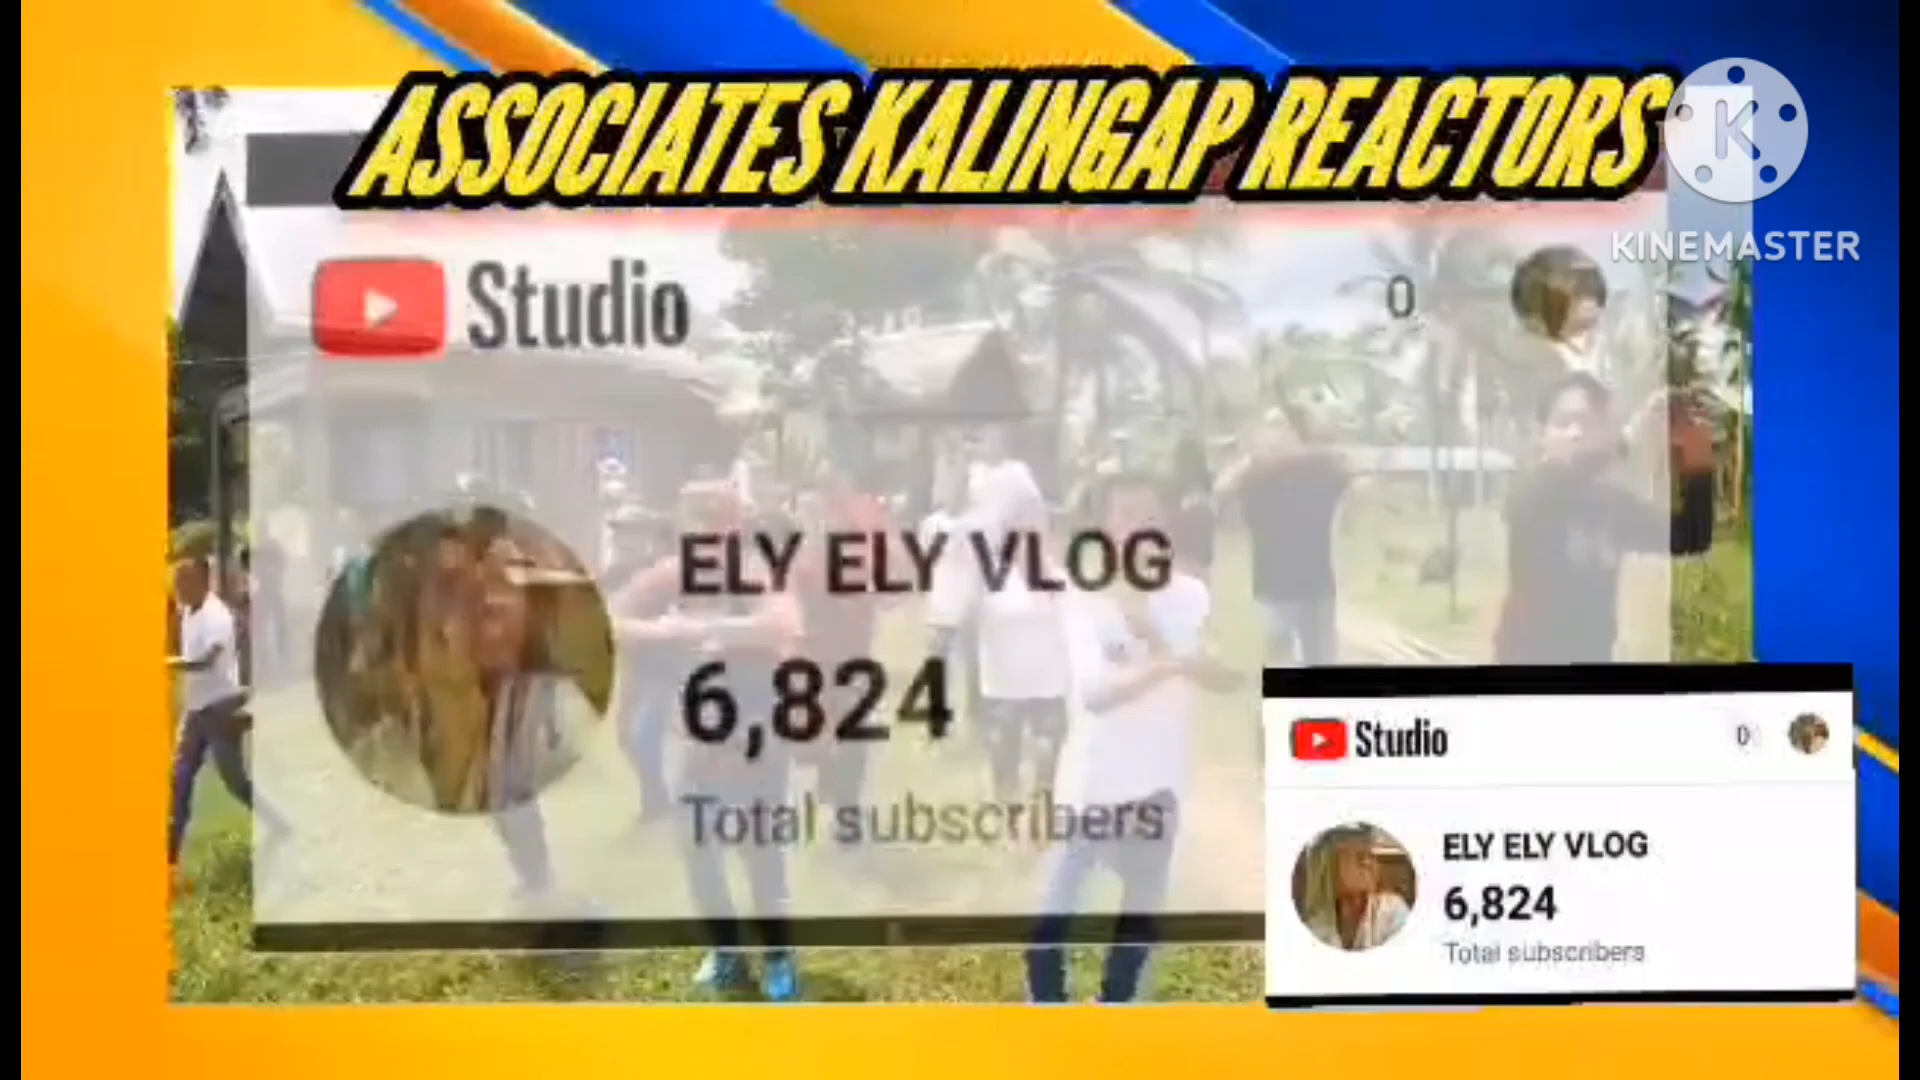 ASSOCIATES KALINGAP REACTORS
K
KINEMASTER
Studio
0
ELY ELY VLOG
6,824
Total subscribers
Studio
0
ELY ELY VLOG
6,824
Total subscribers